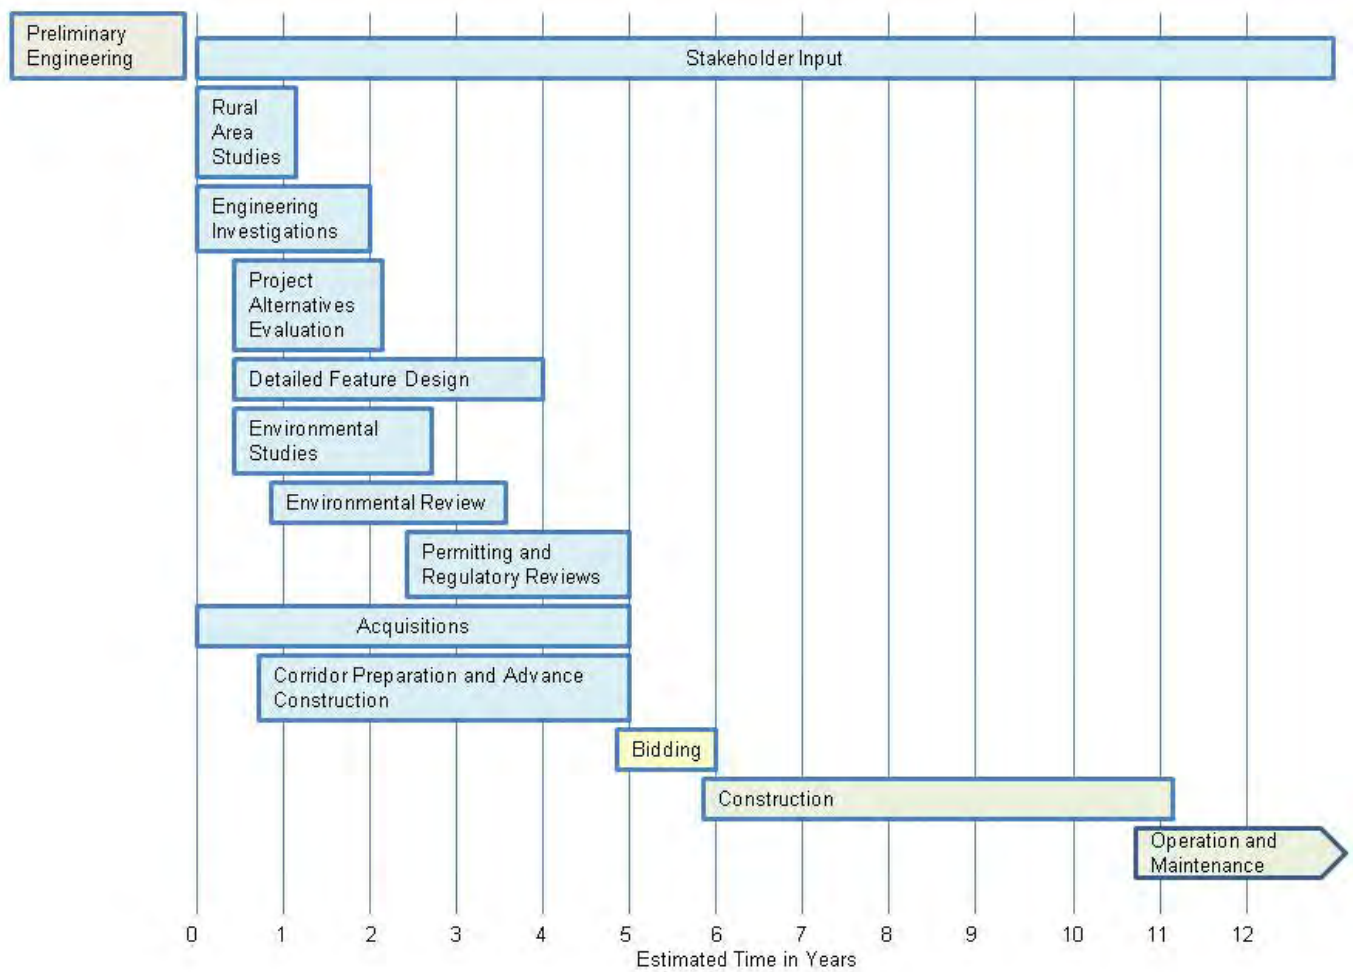 Preliminary
Engineering
Stakeholder Input
Rural
Area
Studies
Engineering
Investigations
Project
Alternatives
Evaluation
Detailed Feature Design
Environmental
Studies
Environmental Review
Permitting and
Regulatory Reviews
Acquisitions
Corridor Preparation and Advance
Construction
Bidding
Construction
Operation and
Maintenance
0 1 2 3 4 5 6 7 8 9 10 11 12
Estimated Time in Years